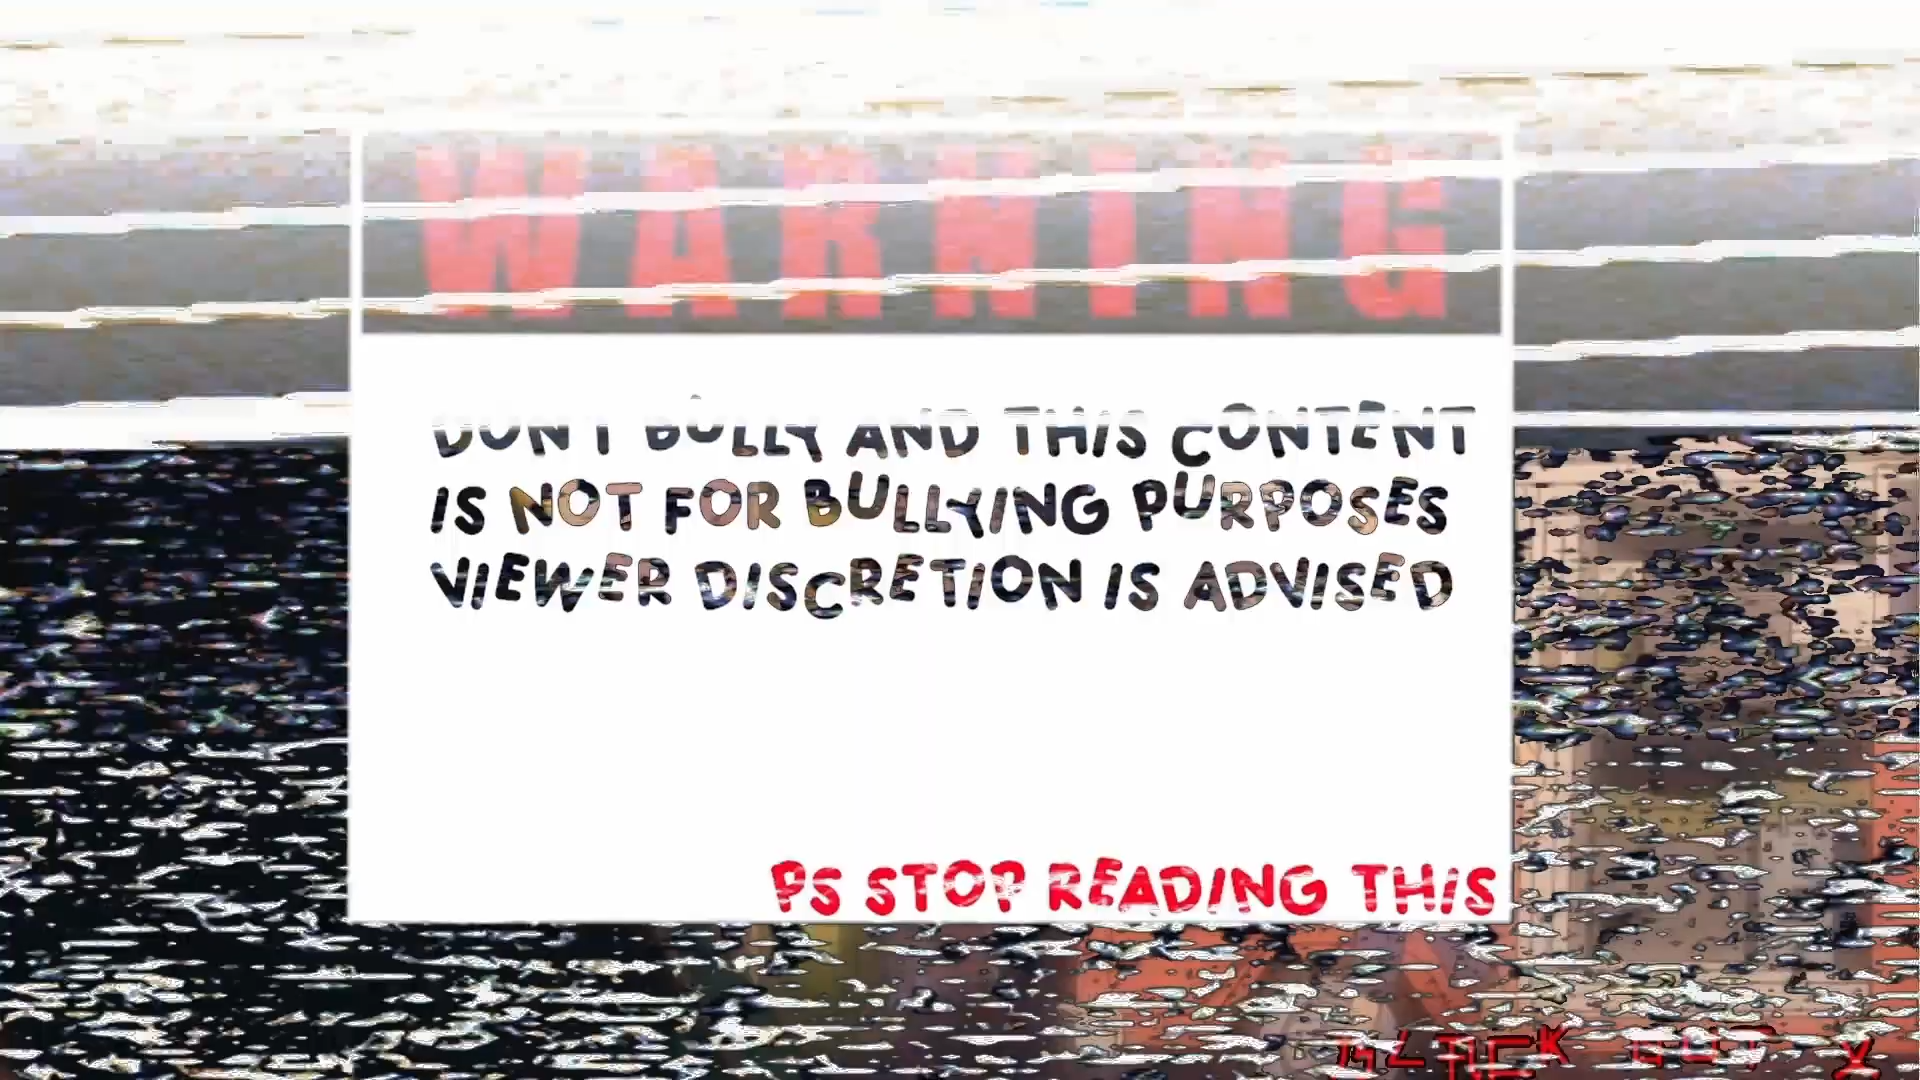 WARNING
DON'T BULLY AND THIS CONTENT
IS NOT FOR BULLYING PURPOSES
VIEWER DISCRETION IS ADVISED
PS STOP READING THIS